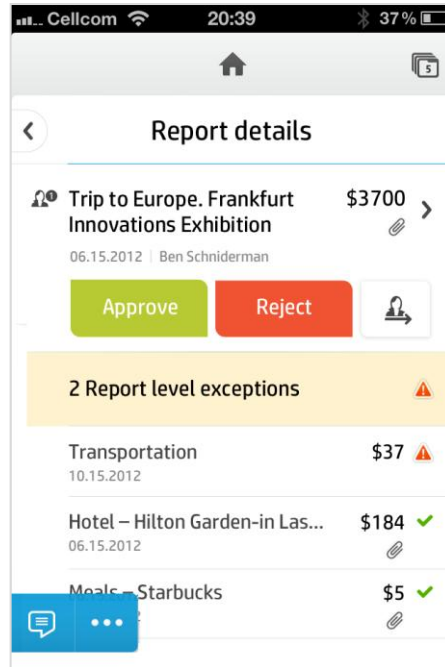 Cellcom 20:39 37%
5
Report details
Trip to Europe. Frankfurt $3700
Innovations Exhibition
06.15.2012 | Ben Schniderman
Approve Reject
2 Report level exceptions
Transportation $37
10.15.2012
Hotel – Hilton Garden-in Las... $184
06.15.2012
Meals – Starbucks $5
2